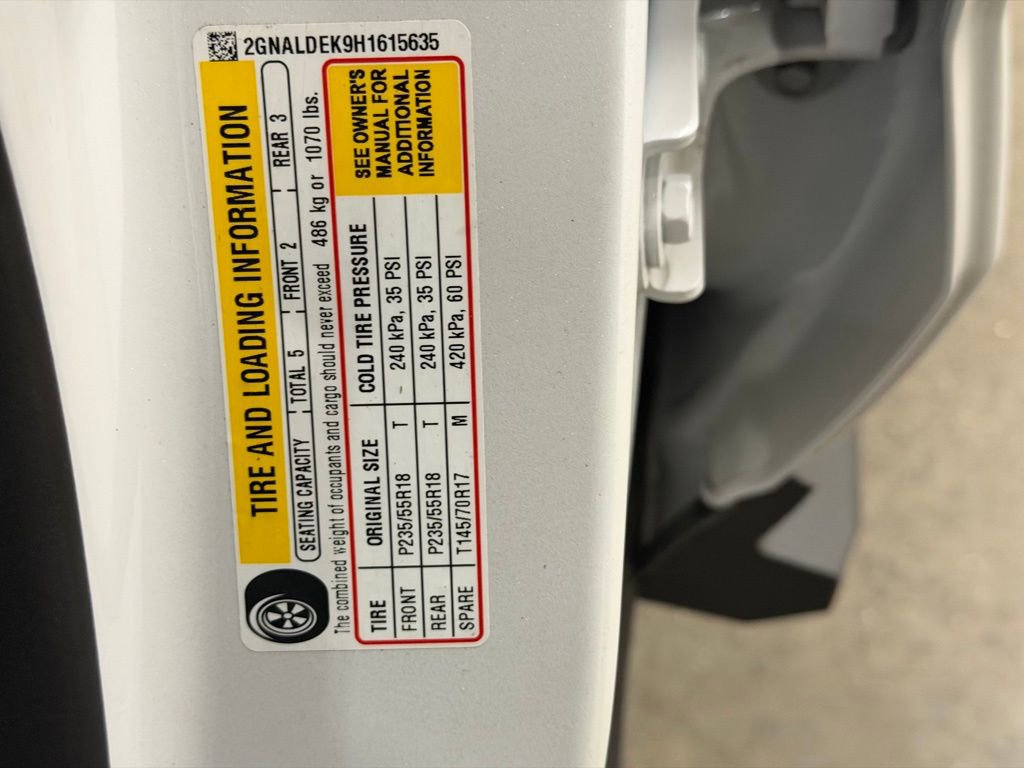 2GNALDEK9H1615635
TIRE AND LOADING INFORMATION
SEATING CAPACITY TOTAL 5 FRONT 2 REAR 3
The combined weight of occupants and cargo should never exceed 486 kg or 1070 lbs.
TIRE ORIGINAL SIZE COLD TIRE PRESSURE
FRONT P235/55R18 T 240 kPa, 35 PSI
REAR P235/55R18 T 240 kPa, 35 PSI
SPARE T145/70R17 M 420 kPa, 60 PSI
SEE OWNER'S
MANUAL FOR
ADDITIONAL
INFORMATION